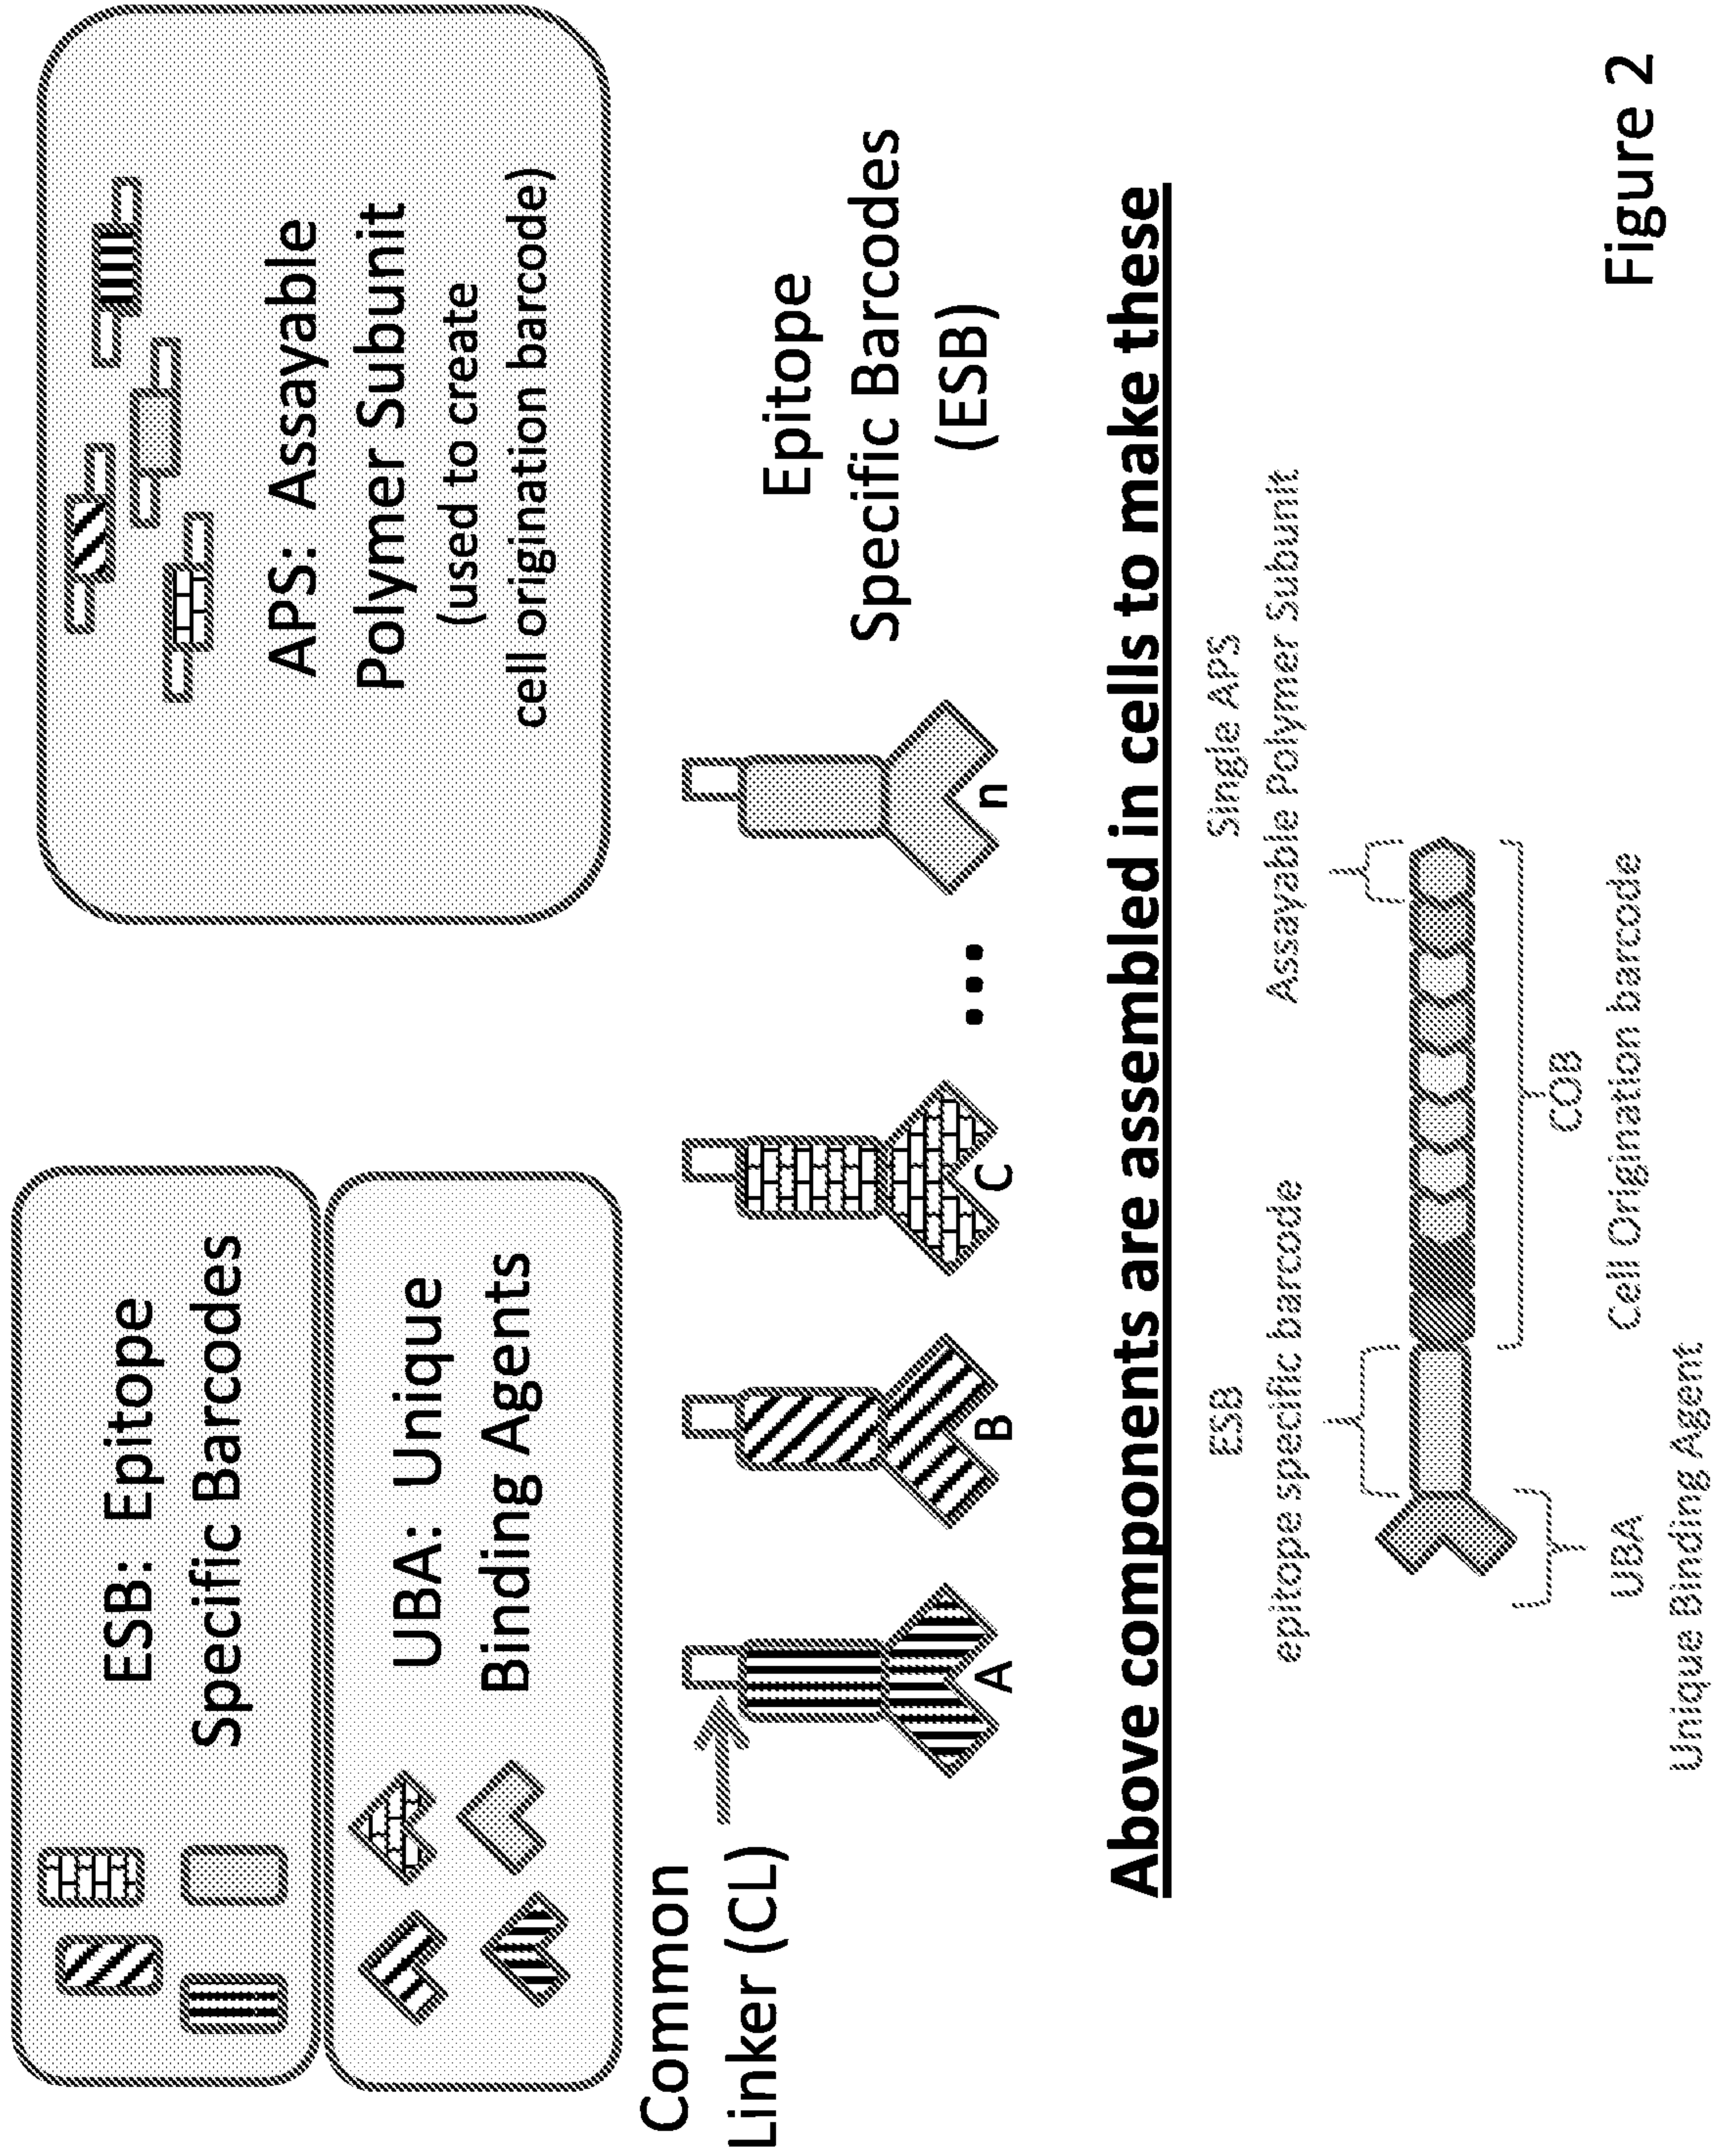 ESB: Epitope
Specific Barcodes
UBA: Unique
Binding Agents
APS: Assayable
Polymer Subunit
(used to create
cell origination barcode)
Common
Linker (CL)
A
B
C
...
n
Epitope
Specific Barcodes
(ESB)
Above components are assembled in cells to make these
ESB
epitope specific barcode
Single APS
Assayable Polymer Subunit
UBA
Unique Binding Agent
COB
Cell Origination barcode
Figure 2